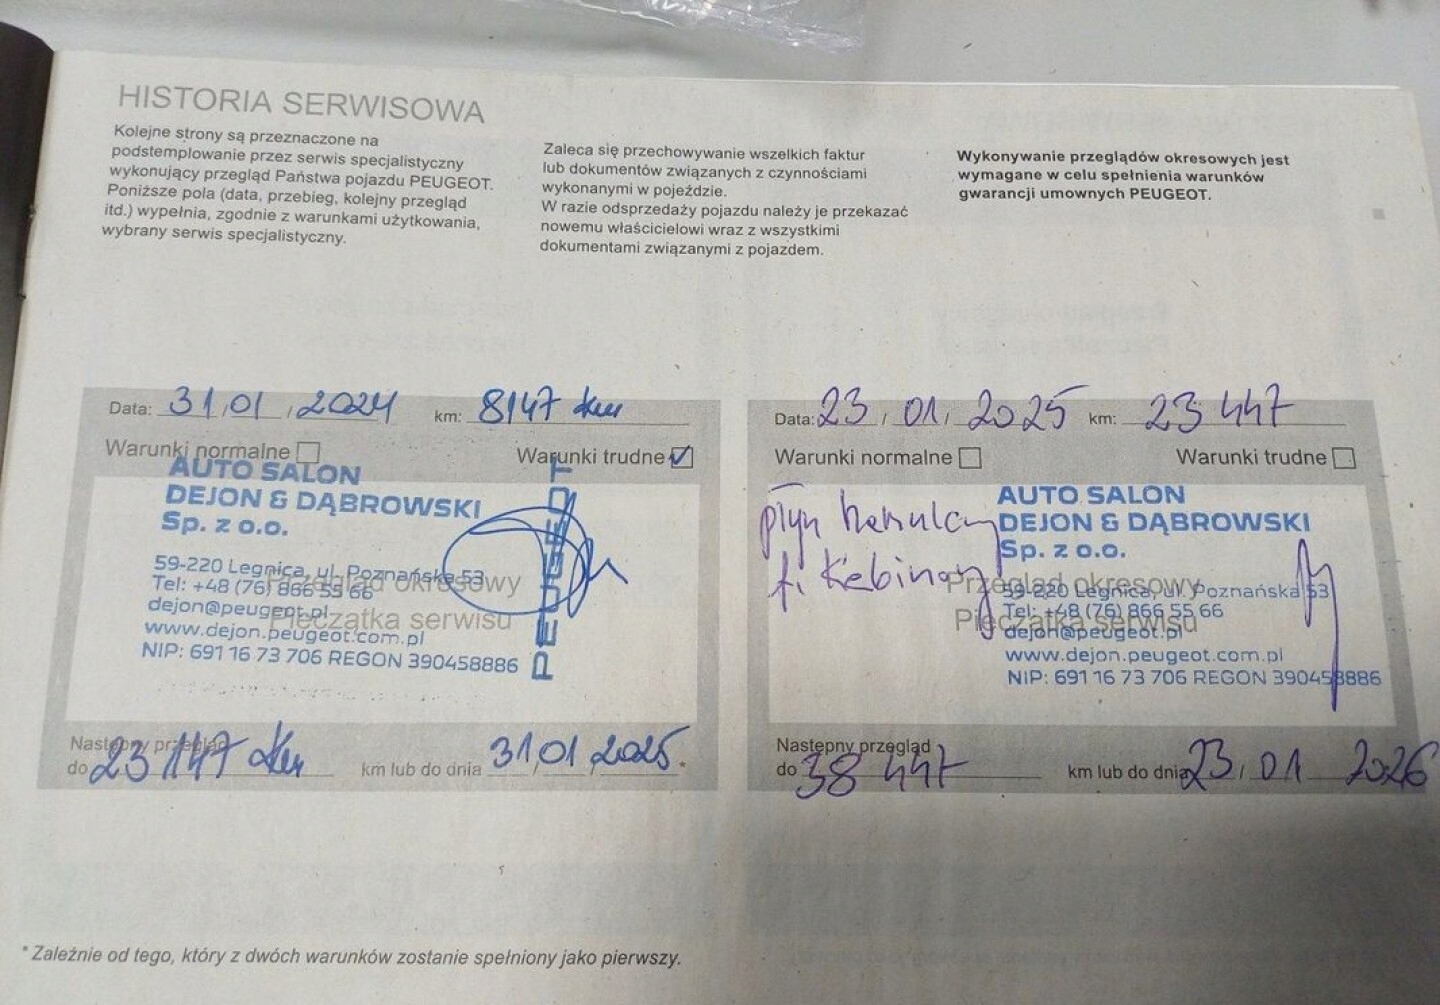 HISTORIA SERWISOWA
Kolejne strony są przeznaczone na
podstemplowanie przez serwis specjalistyczny
wykonujący przegląd Państwa pojazdu PEUGEOT.
Poniższe pola (data, przebieg, kolejny przegląd
itd.) wypełnia, zgodnie z warunkami użytkowania,
wybrany serwis specjalistyczny.
Zaleca się przechowywanie wszelkich faktur
lub dokumentów związanych z czynnościami
wykonanymi w pojeździe.
W razie odsprzedaży pojazdu należy je przekazać
nowemu właścicielowi wraz z wszystkimi
dokumentami związanymi z pojazdem.
Wykonywanie przeglądów okresowych jest
wymagane w celu spełnienia warunków
gwarancji umownych PEUGEOT.
Data: 31/01/2024 km: 8147 km
Warunki normalne Warunki trudne
AUTO SALON
DEJON & DĄBROWSKI
Sp. z o.o.
59-220 Legnica, ul. Poznańska 53
Tel: +48 (76) 866 55 66
dejon@peugeot.pl
www.dejon.peugeot.com.pl
NIP: 691 16 73 706 REGON 390458886
PEUGEOT
Przegląd okresowy
Pieczątka serwisu
Następny przegląd
do 23 147 km km lub do dnia 31/01/2025 *
Data: 23/01/2025 km: 23 447
Warunki normalne Warunki trudne
płyn
AUTO SALON
DEJON & DĄBROWSKI
Sp. z o.o.
59-220 Legnica, ul. Poznańska 53
Tel: +48 (76) 866 55 66
dejon@peugeot.pl
www.dejon.peugeot.com.pl
NIP: 691 16 73 706 REGON 390458886
Przegląd okresowy
Pieczątka serwisu
Następny przegląd
do 38 447 km lub do dnia 23/01 2026
* Zależnie od tego, który z dwóch warunków zostanie spełniony jako pierwszy.